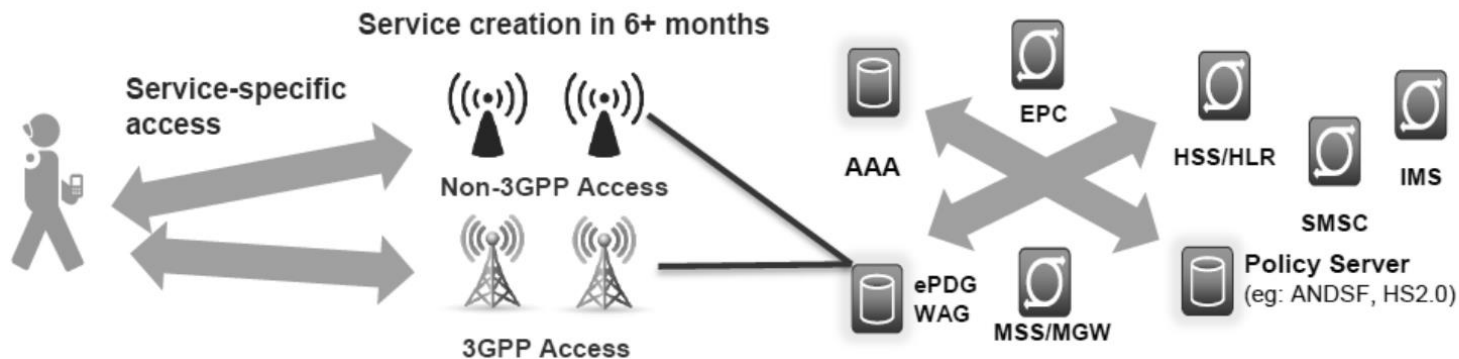 Service creation in 6+ months
Service-specific
access
Non-3GPP Access
3GPP Access
AAA
EPC
HSS/HLR
SMSC
IMS
ePDG
WAG
MSS/MGW
Policy Server
(eg: ANDSF, HS2.0)